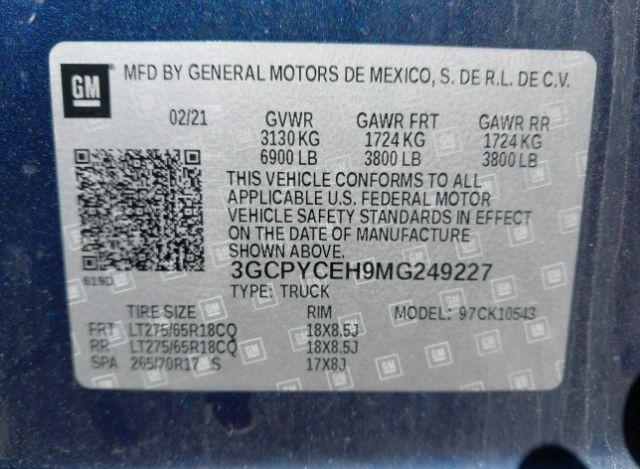 GM
MFD BY GENERAL MOTORS DE MEXICO, S. DE R.L. DE C.V.
02/21 GVWR GAWR FRT GAWR RR
3130 KG 1724 KG 1724 KG
6900 LB 3800 LB 3800 LB
THIS VEHICLE CONFORMS TO ALL
APPLICABLE U.S. FEDERAL MOTOR
VEHICLE SAFETY STANDARDS IN EFFECT
ON THE DATE OF MANUFACTURE
SHOWN ABOVE.
619D
3GCPYCEH9MG249227
TYPE: TRUCK
TIRE SIZE RIM MODEL: 97CK10543
FRT LT275/65R18CQ 18X8.5J
RR LT275/65R18CQ 18X8.5J
SPA 265/70R17 S 17X8J